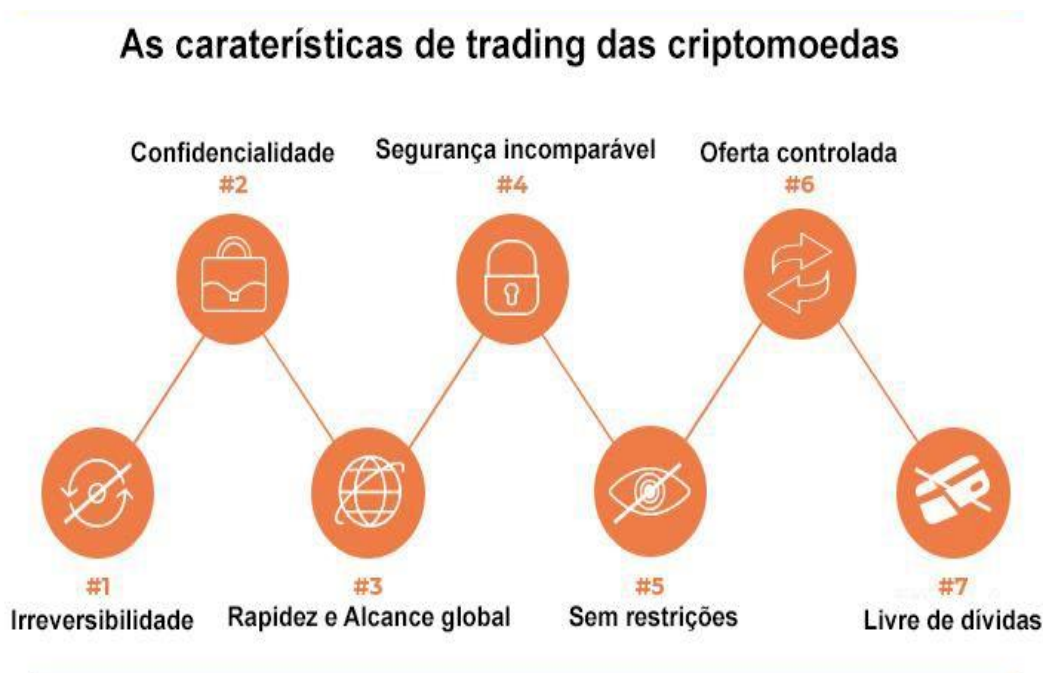 As caraterísticas de trading das criptomoedas
#1
Irreversibilidade
Confidencialidade
#2
#3
Rapidez e Alcance global
Segurança incomparável
#4
#5
Sem restrições
Oferta controlada
#6
#7
Livre de dívidas